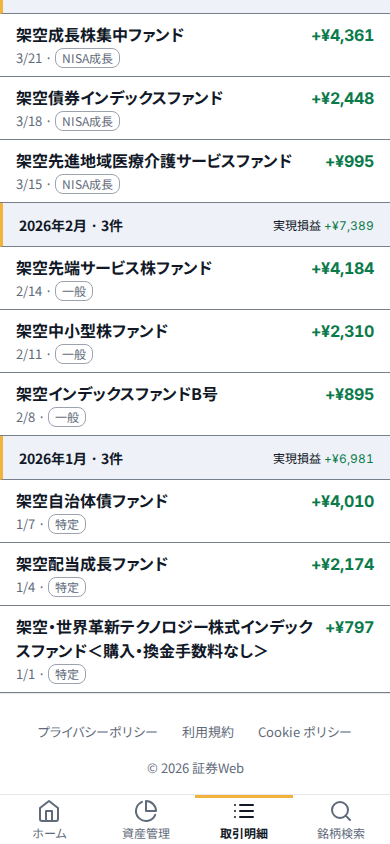 架空成長株集中ファンド +¥4,361
3/21 · NISA成長
架空債券インデックスファンド +¥2,448
3/18 · NISA成長
架空先進地域医療介護サービスファンド +¥995
3/15 · NISA成長
2026年2月 · 3件 実現損益 +¥7,389
架空先端サービス株ファンド +¥4,184
2/14 · 一般
架空中小型株ファンド +¥2,310
2/11 · 一般
架空インデックスファンドB号 +¥895
2/8 · 一般
2026年1月 · 3件 実現損益 +¥6,981
架空自治体債ファンド +¥4,010
1/7 · 特定
架空配当成長ファンド +¥2,174
1/4 · 特定
架空・世界革新テクノロジー株式インデック +¥797
スファンド＜購入・換金手数料なし＞
1/1 · 特定
プライバシーポリシー 利用規約 Cookie ポリシー
© 2026 証券Web
ホーム 資産管理 取引明細 銘柄検索